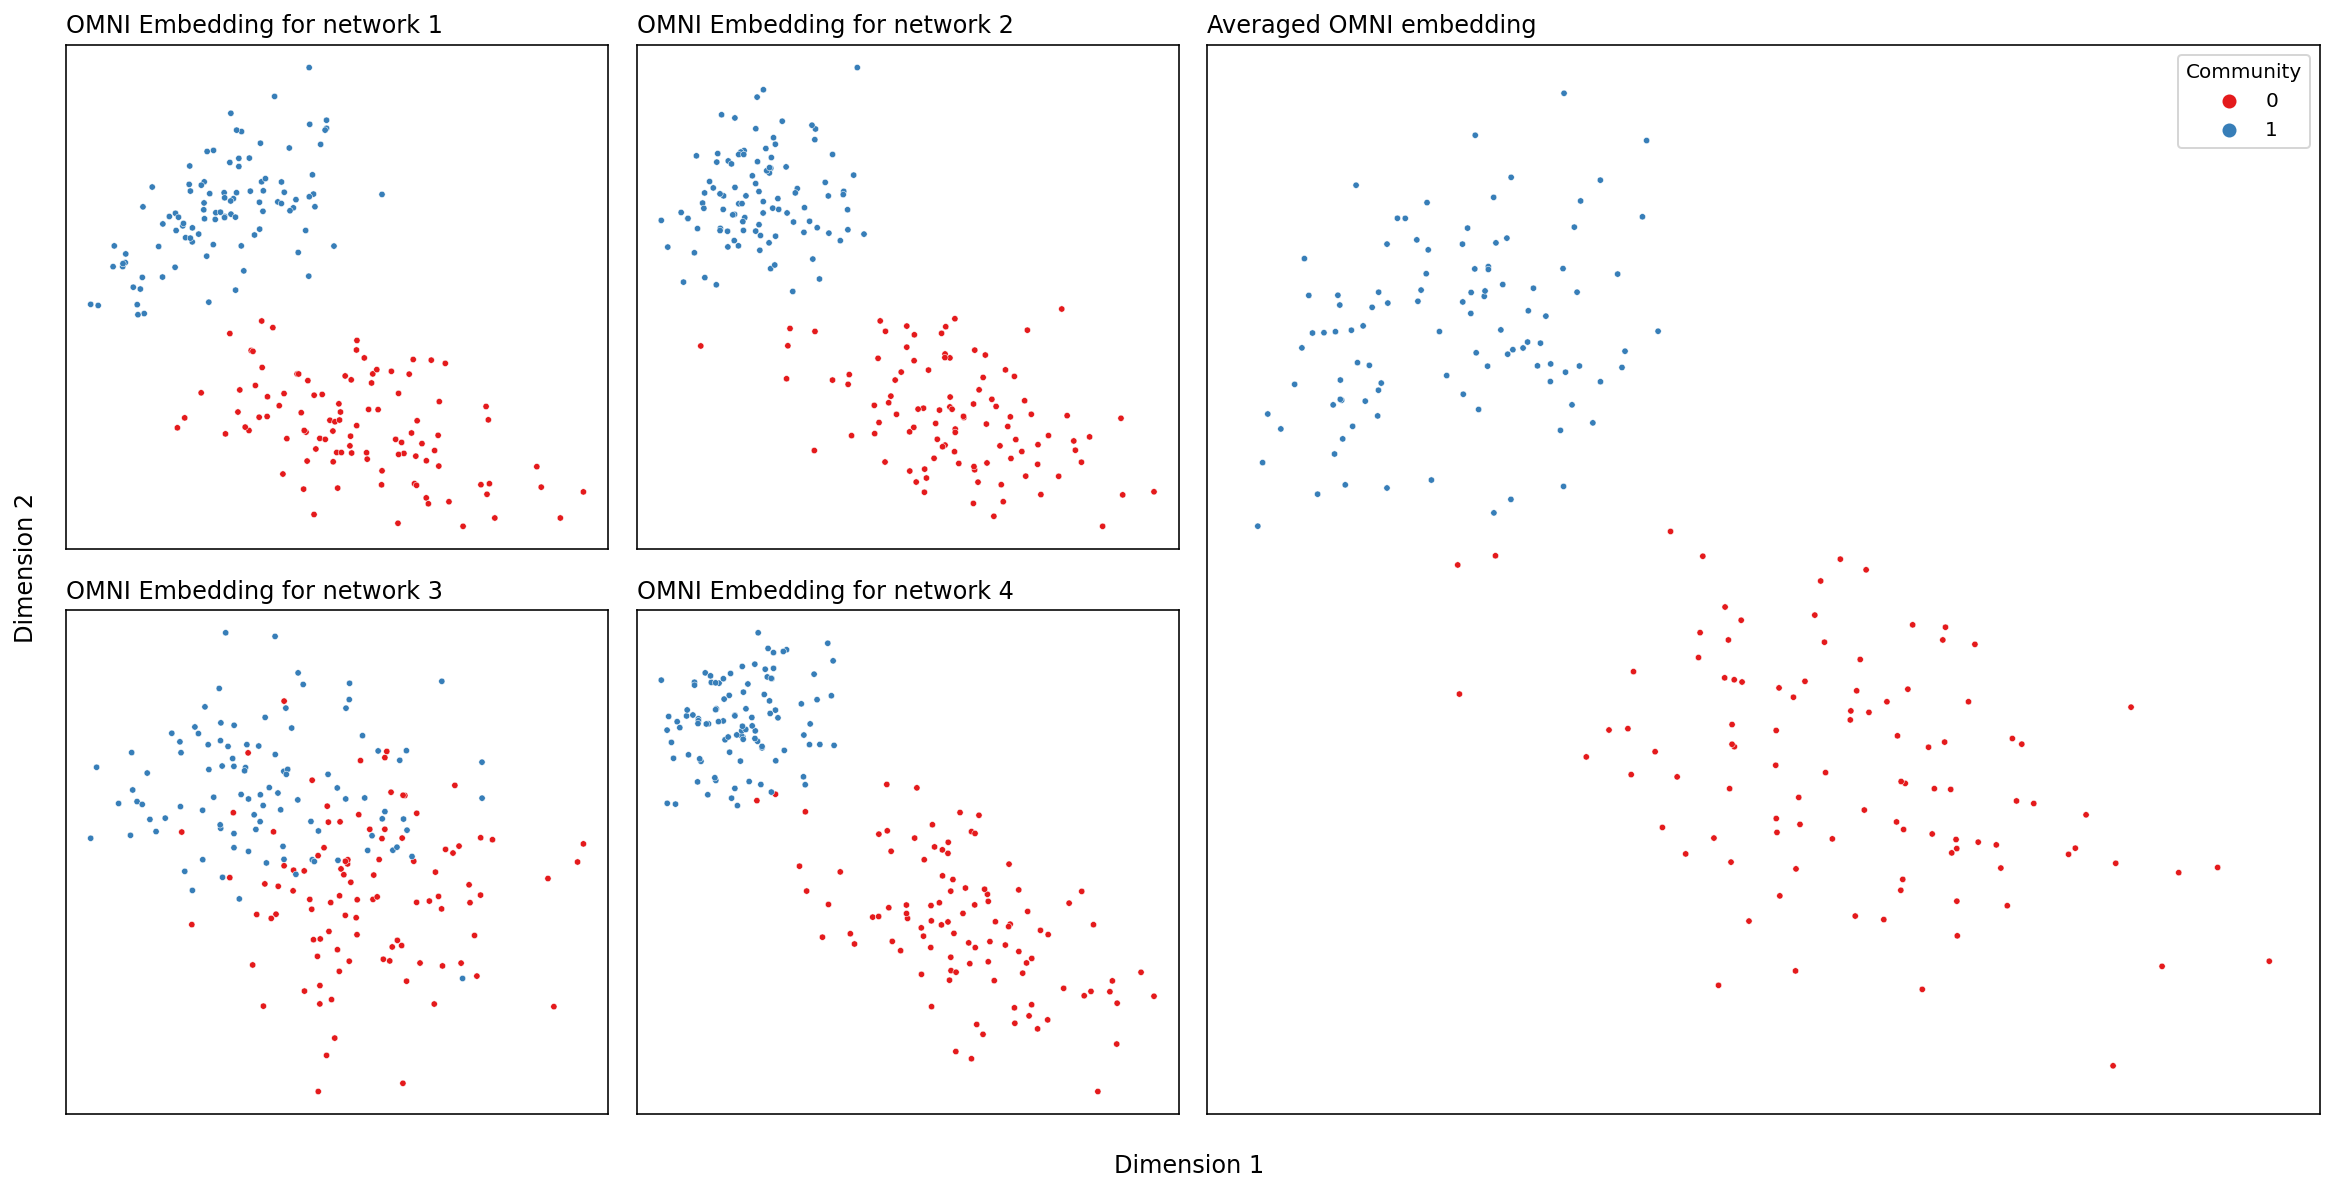 OMNI Embedding for network 1
OMNI Embedding for network 2
Averaged OMNI embedding
Community
0
1
OMNI Embedding for network 3
OMNI Embedding for network 4
Dimension 2
Dimension 1